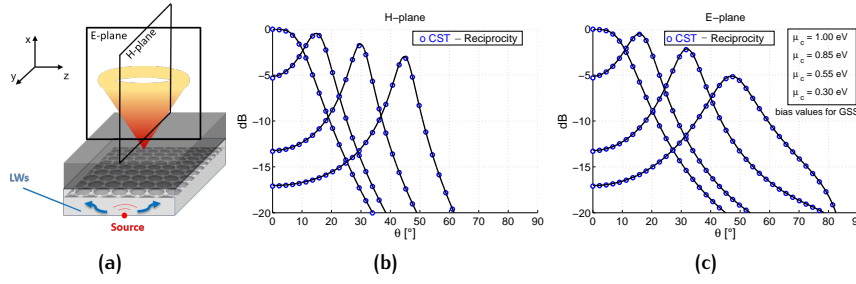 x
y
z
E-plane
H-plane
LWs
Source
(a)
H-plane
CST – Reciprocity
dB
0
−5
−10
−15
−20
0 10 20 30 40 50 60 70 80 90
θ [°]
(b)
E-plane
CST – Reciprocity
μc = 1.00 eV
μc = 0.85 eV
μc = 0.55 eV
μc = 0.30 eV
bias values for GSS
dB
0
−5
−10
−15
−20
0 10 20 30 40 50 60 70 80 90
θ [°]
(c)